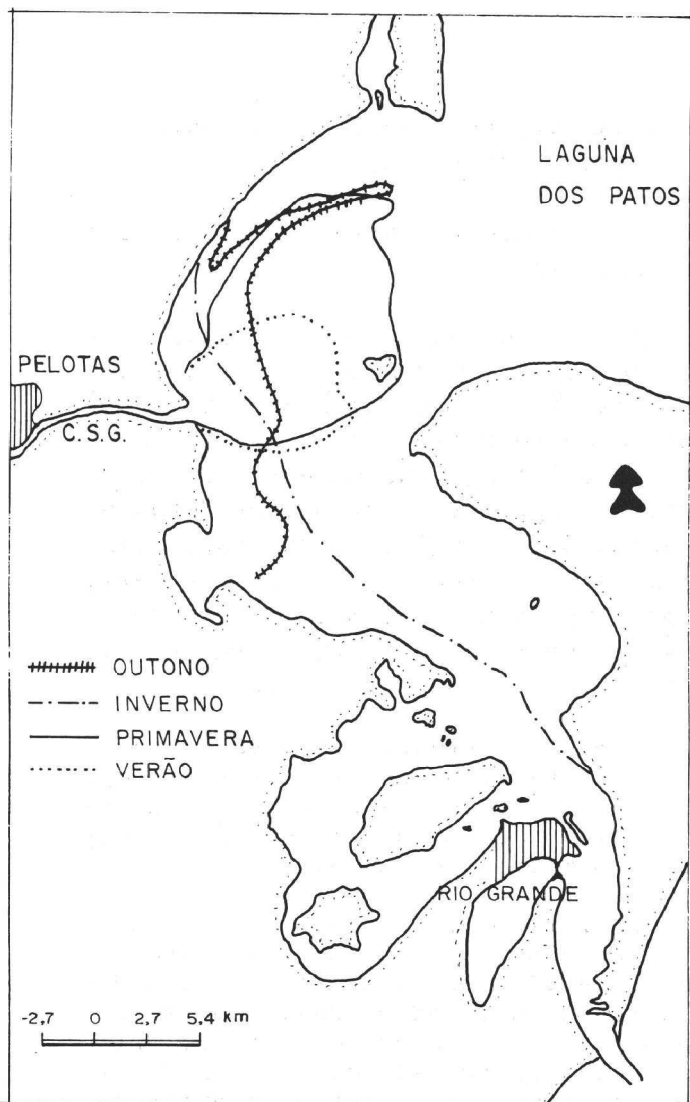 LAGUNA
DOS PATOS
PELOTAS
C.S.G.
OUTONO
INVERNO
PRIMAVERA
VERÃO
RIO GRANDE
-2,7 0 2,7 5,4 km